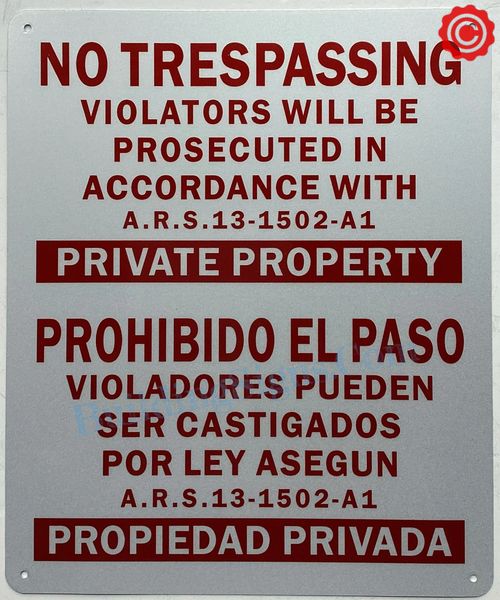 NO TRESPASSING
VIOLATORS WILL BE
PROSECUTED IN
ACCORDANCE WITH
A.R.S.13-1502-A1
PRIVATE PROPERTY
PROHIBIDO EL PASO
VIOLADORES PUEDEN
SER CASTIGADOS
POR LEY ASEGUN
A.R.S.13-1502-A1
PROPIEDAD PRIVADA